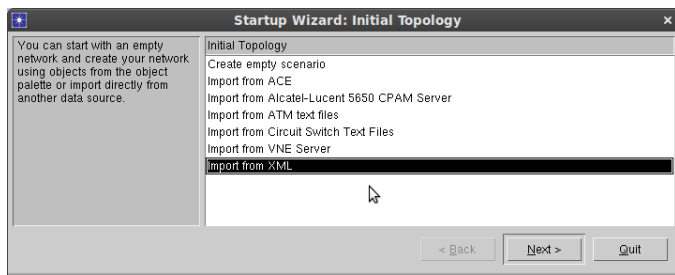 Startup Wizard: Initial Topology
You can start with an empty
network and create your network
using objects from the object
palette or import directly from
another data source.
Initial Topology
Create empty scenario
Import from ACE
Import from Alcatel-Lucent 5650 CPAM Server
Import from ATM text files
Import from Circuit Switch Text Files
Import from VNE Server
Import from XML
< Back
Next >
Quit